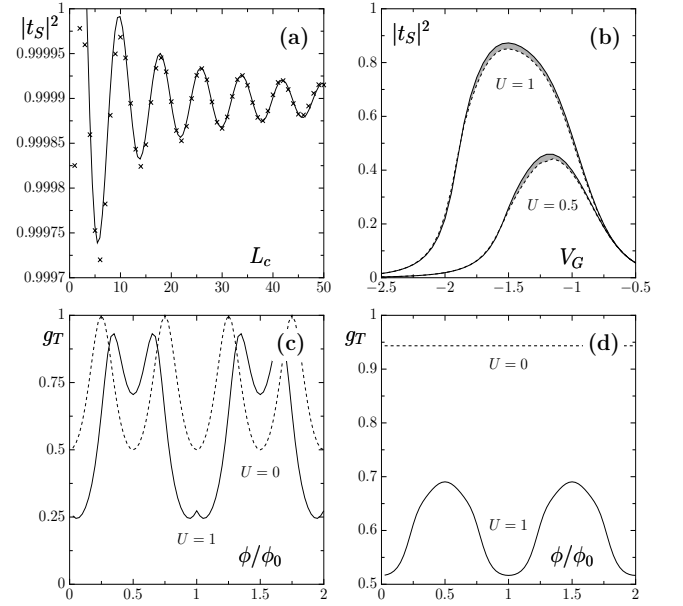 |t_S|^2
(a)
1
0.99995
0.9999
0.99985
0.9998
0.99975
0.9997
0 10 20 30 40 50
L_c
|t_S|^2
(b)
1
0.8
0.6
0.4
0.2
0
U = 1
U = 0.5
V_G
−2.5 −2 −1.5 −1 −0.5
g_T
(c)
1
0.75
0.5
0.25
0
U = 0
U = 1
ϕ/ϕ_0
0 0.5 1 1.5 2
g_T
(d)
1
0.9
0.8
0.7
0.6
0.5
U = 0
U = 1
ϕ/ϕ_0
0 0.5 1 1.5 2